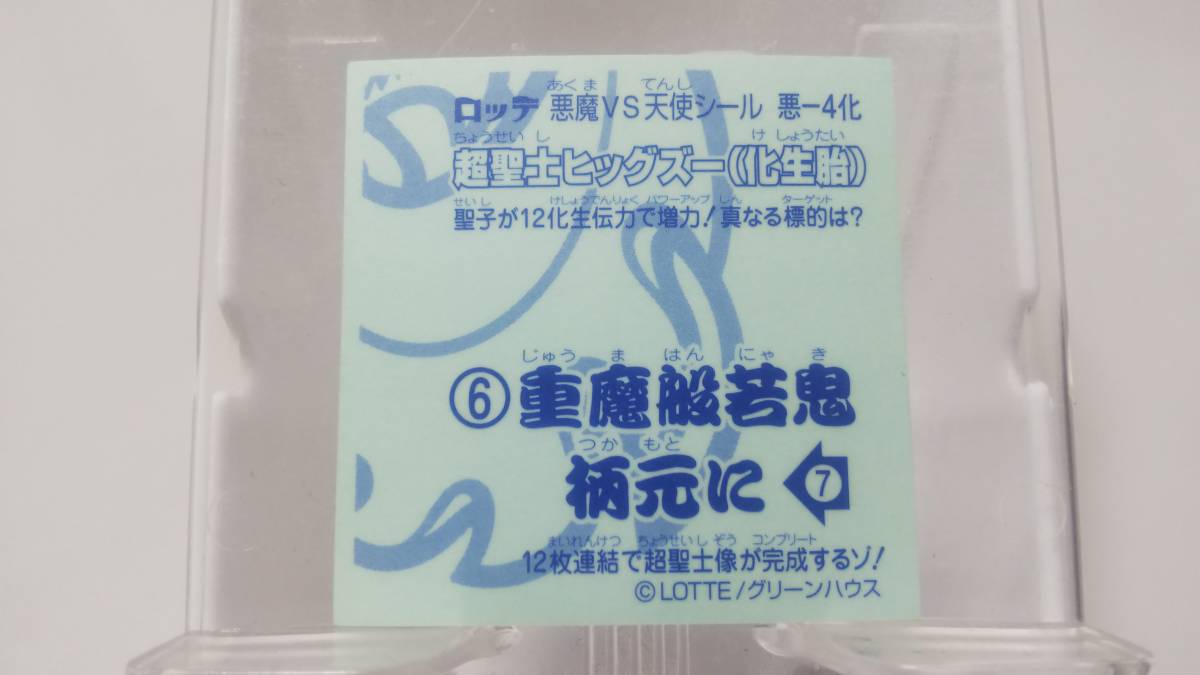 あくま てんし
ロッテ 悪魔VS天使シール 悪ー4化
ちょうせい し け しょうたい
超聖士ヒッグズー(化生胎)
せいし けしょうでんりょく パワーアップ しん ターゲット
聖子が12化生伝力で増力!真なる標的は?
じゅう ま はん にゃ き
⑥重魔般若鬼
つか もと
柄元に ⑦
まいれんけつ ちょうせいし ぞう コンプリート
12枚連結で超聖士像が完成するゾ!
©LOTTE/グリーンハウス